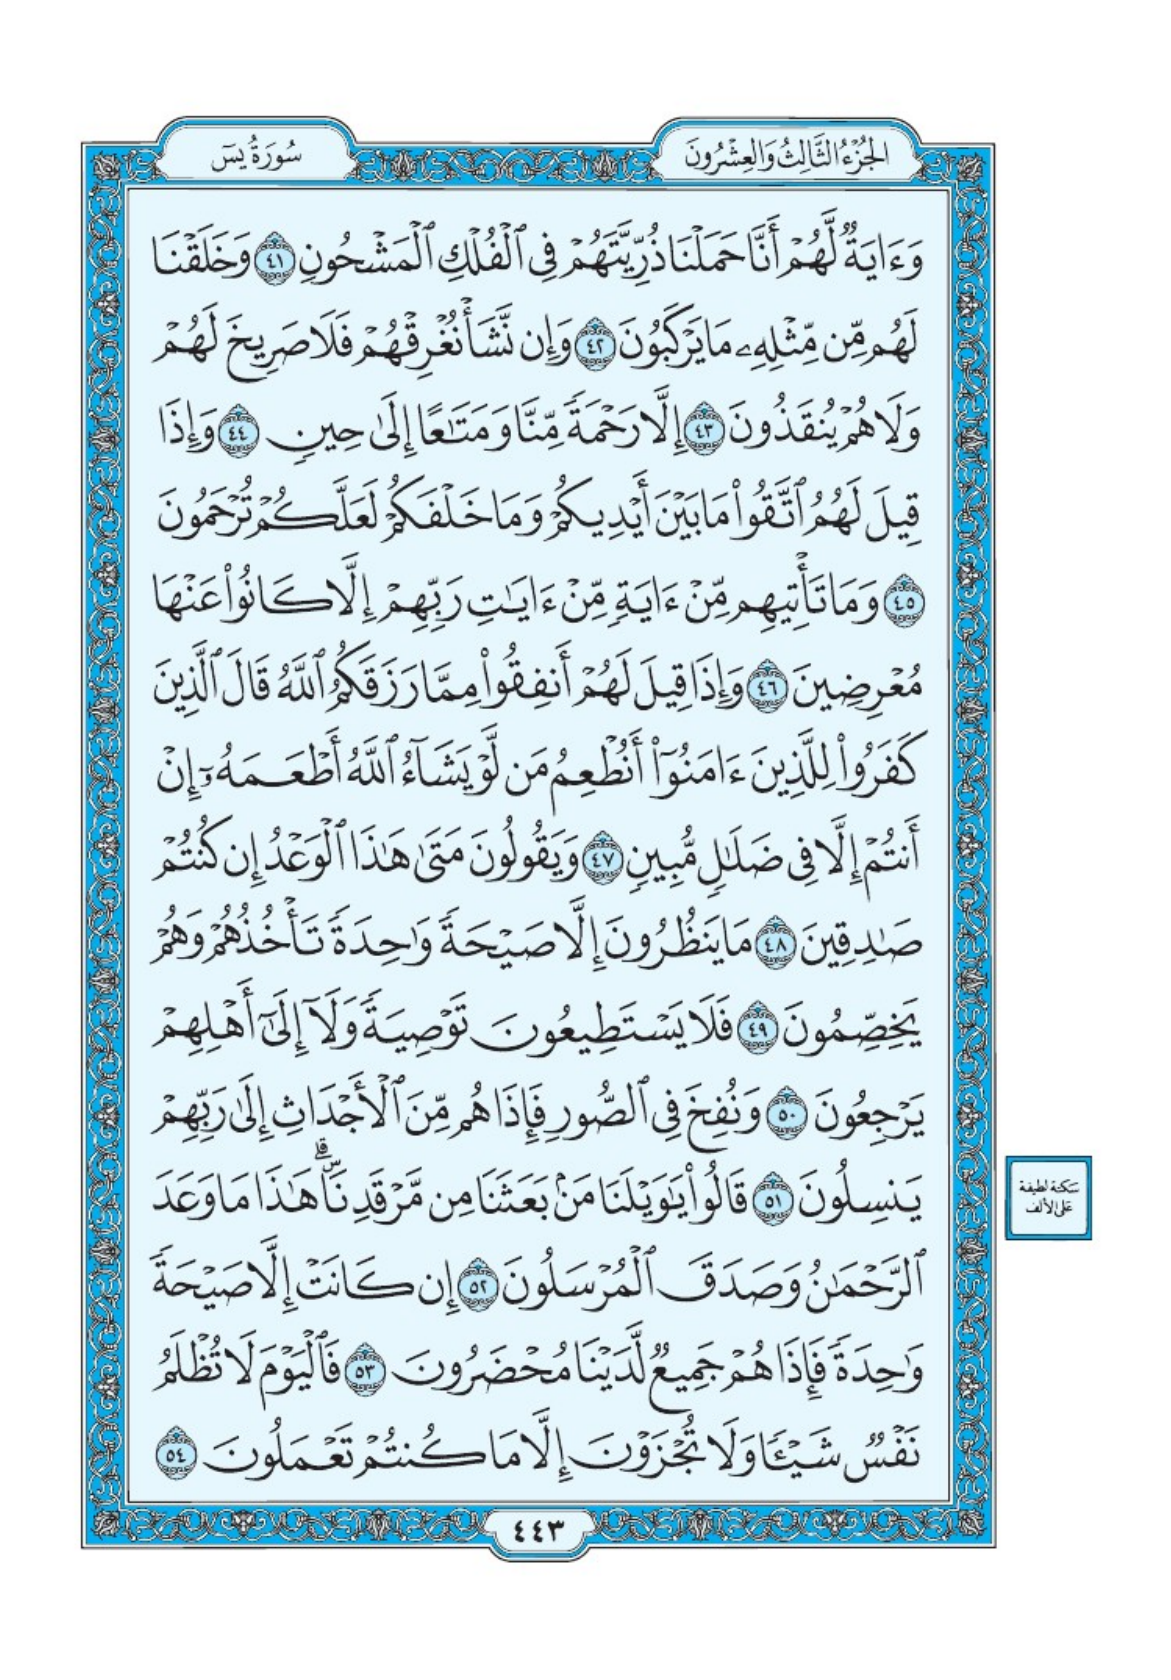 الجُزْءُ الثَّالِثُ وَالعِشْرُونَ
سُورَةُ يسٓ
وَءَايَةٌ لَّهُمْ أَنَّا حَمَلْنَا ذُرِّيَّتَهُمْ فِي ٱلْفُلْكِ ٱلْمَشْحُونِ ٤١ وَخَلَقْنَا
لَهُم مِّن مِّثْلِهِۦ مَا يَرْكَبُونَ ٤٢ وَإِن نَّشَأْ نُغْرِقْهُمْ فَلَا صَرِيخَ لَهُمْ
وَلَا هُمْ يُنقَذُونَ ٤٣ إِلَّا رَحْمَةً مِّنَّا وَمَتَٰعًا إِلَىٰ حِينٍ ٤٤ وَإِذَا
قِيلَ لَهُمُ ٱتَّقُوا۟ مَا بَيْنَ أَيْدِيكُمْ وَمَا خَلْفَكُمْ لَعَلَّكُمْ تُرْحَمُونَ
٤٥ وَمَا تَأْتِيهِم مِّنْ ءَايَةٍ مِّنْ ءَايَٰتِ رَبِّهِمْ إِلَّا كَانُوا۟ عَنْهَا
مُعْرِضِينَ ٤٦ وَإِذَا قِيلَ لَهُمْ أَنفِقُوا۟ مِمَّا رَزَقَكُمُ ٱللَّهُ قَالَ ٱلَّذِينَ
كَفَرُوا۟ لِلَّذِينَ ءَامَنُوٓا۟ أَنُطْعِمُ مَن لَّوْ يَشَآءُ ٱللَّهُ أَطْعَمَهُۥٓ إِنْ
أَنتُمْ إِلَّا فِي ضَلَٰلٍ مُّبِينٍ ٤٧ وَيَقُولُونَ مَتَىٰ هَٰذَا ٱلْوَعْدُ إِن كُنتُمْ
صَٰدِقِينَ ٤٨ مَا يَنظُرُونَ إِلَّا صَيْحَةً وَٰحِدَةً تَأْخُذُهُمْ وَهُمْ
يَخِصِّمُونَ ٤٩ فَلَا يَسْتَطِيعُونَ تَوْصِيَةً وَلَآ إِلَىٰٓ أَهْلِهِمْ
يَرْجِعُونَ ٥٠ وَنُفِخَ فِي ٱلصُّورِ فَإِذَا هُم مِّنَ ٱلْأَجْدَاثِ إِلَىٰ رَبِّهِمْ
يَنسِلُونَ ٥١ قَالُوا۟ يَٰوَيْلَنَا مَنۢ بَعَثَنَا مِن مَّرْقَدِنَاۜۗ هَٰذَا مَا وَعَدَ
ٱلرَّحْمَٰنُ وَصَدَقَ ٱلْمُرْسَلُونَ ٥٢ إِن كَانَتْ إِلَّا صَيْحَةً
وَٰحِدَةً فَإِذَا هُمْ جَمِيعٌ لَّدَيْنَا مُحْضَرُونَ ٥٣ فَٱلْيَوْمَ لَا تُظْلَمُ
نَفْسٌ شَيْـًٔا وَلَا تُجْزَوْنَ إِلَّا مَا كُنتُمْ تَعْمَلُونَ ٥٤
سَكتة لطيفة
عَلى الألف
٤٤٣